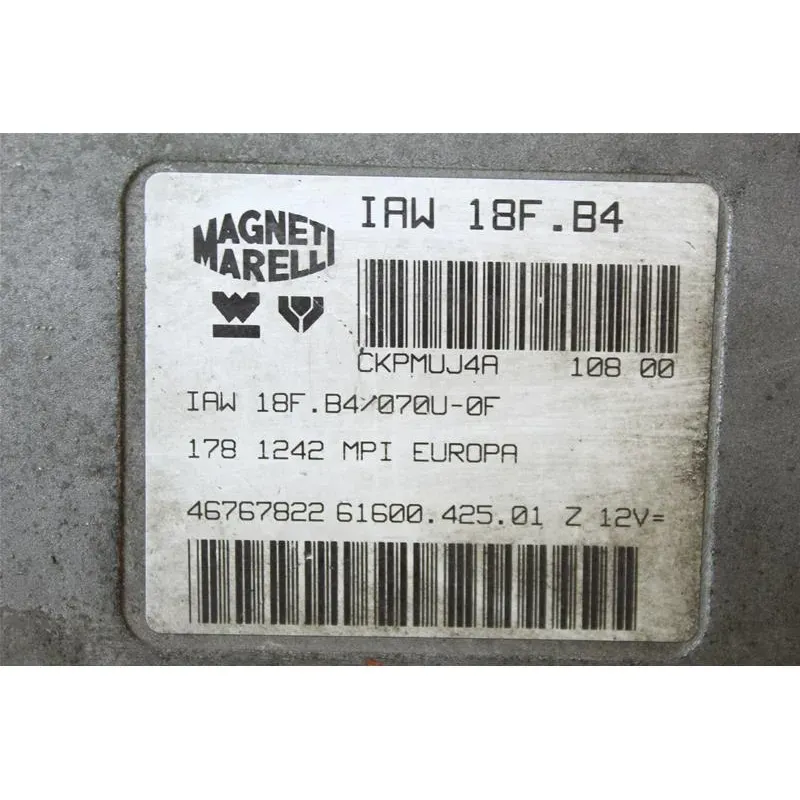 MAGNETI
MARELLI
IAW 18F.B4
CKPMUJ4A 108 00
IAW 18F.B4/070U-0F
178 1242 MPI EUROPA
46767822 61600.425.01 Z 12V=